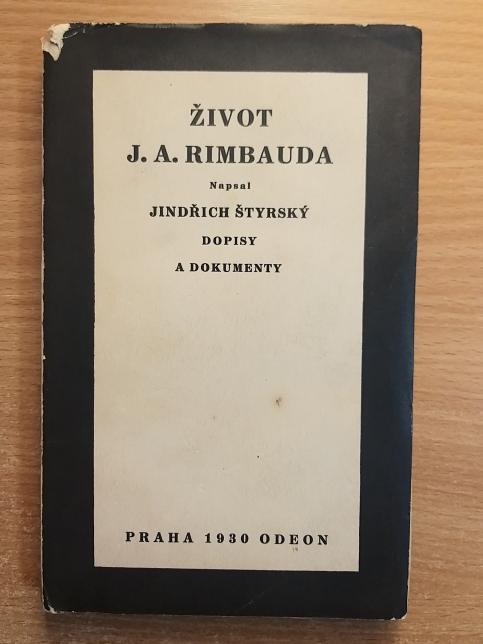 ŽIVOT
J. A. RIMBAUDA
Napsal
JINDŘICH ŠTYRSKÝ
DOPISY
A DOKUMENTY
PRAHA 1930 ODEON